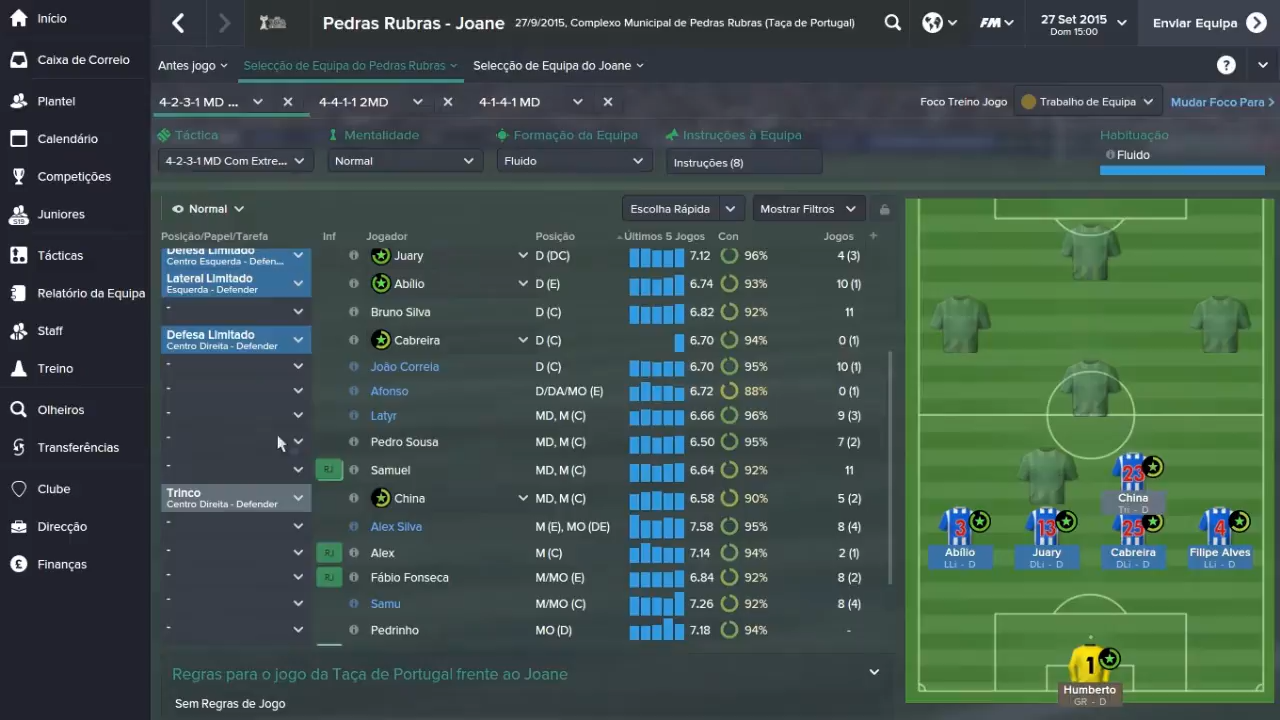 Início
Caixa de Correio
Plantel
Calendário
Competições
S19
Juniores
Tácticas
Relatório da Equipa
Staff
Treino
Olheiros
Transferências
Clube
Direcção
£ Finanças
Pedras Rubras - Joane
27/9/2015, Complexo Municipal de Pedras Rubras (Taça de Portugal)
FM
27 Set 2015
Dom 15:00
Enviar Equipa
Antes jogo
Selecção de Equipa do Pedras Rubras
Selecção de Equipa do Joane
?
4-2-3-1 MD ...
4-4-1-1 2MD
4-1-4-1 MD
Foco Treino Jogo
Trabalho de Equipa
Mudar Foco Para
Táctica
Mentalidade
Formação da Equipa
Instruções à Equipa
Habituação
4-2-3-1 MD Com Extre...
Normal
Fluido
Instruções (8)
Fluido
Normal
Escolha Rápida
Mostrar Filtros
Posição/Papel/Tarefa Inf Jogador Posição Últimos 5 Jogos Con Jogos +
Defesa Limitado
Centro Esquerda - Defen...
Juary D (DC) 7.12 96% 4 (3)
Lateral Limitado
Esquerda - Defender
Abílio D (E) 6.74 93% 10 (1)
- Bruno Silva D (C) 6.82 92% 11
Defesa Limitado
Centro Direita - Defender
Cabreira D (C) 6.70 94% 0 (1)
- João Correia D (C) 6.70 95% 10 (1)
- Afonso D/DA/MO (E) 6.72 88% 0 (1)
- Latyr MD, M (C) 6.66 96% 9 (3)
- Pedro Sousa MD, M (C) 6.50 95% 7 (2)
- RJ Samuel MD, M (C) 6.64 92% 11
Trinco
Centro Direita - Defender
China MD, M (C) 6.58 90% 5 (2)
- Alex Silva M (E), MO (DE) 7.58 95% 8 (4)
- RJ Alex M (C) 7.14 94% 2 (1)
- RJ Fábio Fonseca M/MO (E) 6.84 92% 8 (2)
- Samu M/MO (C) 7.26 92% 8 (4)
- Pedrinho MO (D) 7.18 94% -
Regras para o jogo da Taça de Portugal frente ao Joane
Sem Regras de Jogo
23
China
Tri - D
3
Abílio
LLi - D
13
Juary
DLi - D
25
Cabreira
DLi - D
4
Filipe Alves
LLi - D
1
Humberto
GR - D